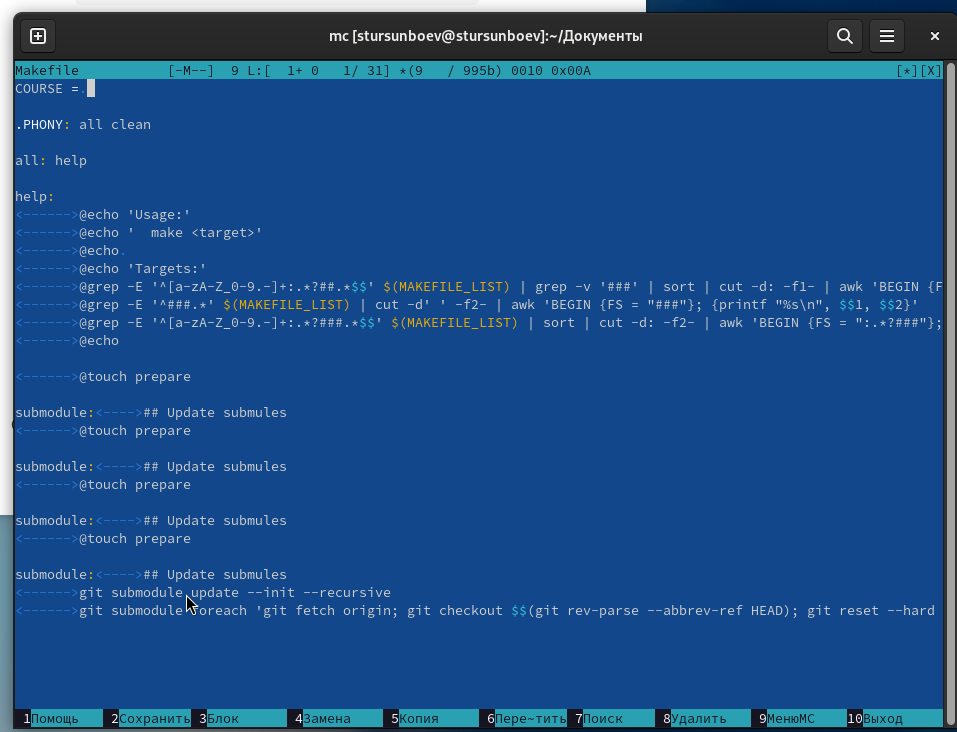 mc [stursunboev@stursunboev]:~/Документы
Makefile [-M--] 9 L:[ 1+ 0 1/ 31] *(9 / 995b) 0010 0x00A [*][X]
COURSE =.
.PHONY: all clean
all: help
help:
<------>@echo 'Usage:'
<------>@echo '  make <target>'
<------>@echo.
<------>@echo 'Targets:'
<------>@grep -E '^[a-zA-Z_0-9.-]+:.*?##.*$$' $(MAKEFILE_LIST) | grep -v '###' | sort | cut -d: -f1- | awk 'BEGIN {F
<------>@grep -E '^###.*' $(MAKEFILE_LIST) | cut -d' ' -f2- | awk 'BEGIN {FS = "###"}; {printf "%s\n", $$1, $$2}'
<------>@grep -E '^[a-zA-Z_0-9.-]+:.*?###.*$$' $(MAKEFILE_LIST) | sort | cut -d: -f2- | awk 'BEGIN {FS = ":.*?###"};
<------>@echo
<------>@touch prepare
submodule:<---->## Update submules
<------>@touch prepare
submodule:<---->## Update submules
<------>@touch prepare
submodule:<---->## Update submules
<------>@touch prepare
submodule:<---->## Update submules
<------>git submodule update --init --recursive
<------>git submodule foreach 'git fetch origin; git checkout $$(git rev-parse --abbrev-ref HEAD); git reset --hard
1Помощь 2Сохранить 3Блок 4Замена 5Копия 6Пере~тить 7Поиск 8Удалить 9МенюMC 10Выход